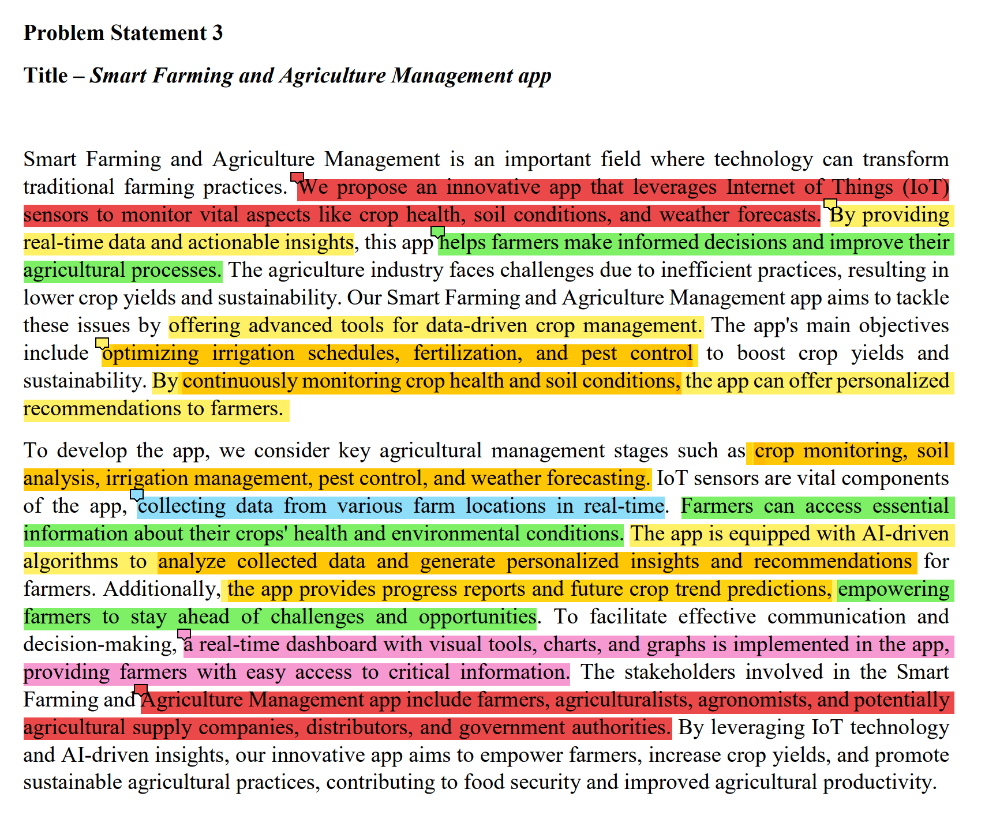 Problem Statement 3
Title – Smart Farming and Agriculture Management app
Smart Farming and Agriculture Management is an important field where technology can transform
traditional farming practices. We propose an innovative app that leverages Internet of Things (IoT)
sensors to monitor vital aspects like crop health, soil conditions, and weather forecasts. By providing
real-time data and actionable insights, this app helps farmers make informed decisions and improve their
agricultural processes. The agriculture industry faces challenges due to inefficient practices, resulting in
lower crop yields and sustainability. Our Smart Farming and Agriculture Management app aims to tackle
these issues by offering advanced tools for data-driven crop management. The app's main objectives
include optimizing irrigation schedules, fertilization, and pest control to boost crop yields and
sustainability. By continuously monitoring crop health and soil conditions, the app can offer personalized
recommendations to farmers.
To develop the app, we consider key agricultural management stages such as crop monitoring, soil
analysis, irrigation management, pest control, and weather forecasting. IoT sensors are vital components
of the app, collecting data from various farm locations in real-time. Farmers can access essential
information about their crops' health and environmental conditions. The app is equipped with AI-driven
algorithms to analyze collected data and generate personalized insights and recommendations for
farmers. Additionally, the app provides progress reports and future crop trend predictions, empowering
farmers to stay ahead of challenges and opportunities. To facilitate effective communication and
decision-making, a real-time dashboard with visual tools, charts, and graphs is implemented in the app,
providing farmers with easy access to critical information. The stakeholders involved in the Smart
Farming and Agriculture Management app include farmers, agriculturalists, agronomists, and potentially
agricultural supply companies, distributors, and government authorities. By leveraging IoT technology
and AI-driven insights, our innovative app aims to empower farmers, increase crop yields, and promote
sustainable agricultural practices, contributing to food security and improved agricultural productivity.